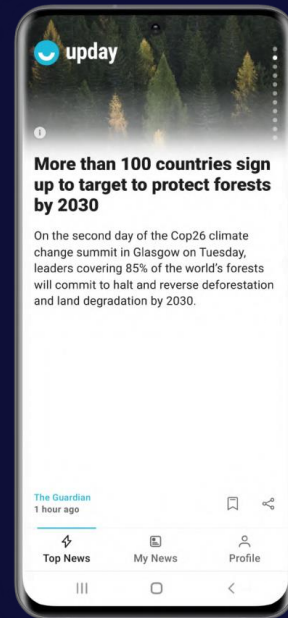 upday
More than 100 countries sign
up to target to protect forests
by 2030
On the second day of the Cop26 climate
change summit in Glasgow on Tuesday,
leaders covering 85% of the world's forests
will commit to halt and reverse deforestation
and land degradation by 2030.
The Guardian
1 hour ago
Top News
My News
Profile